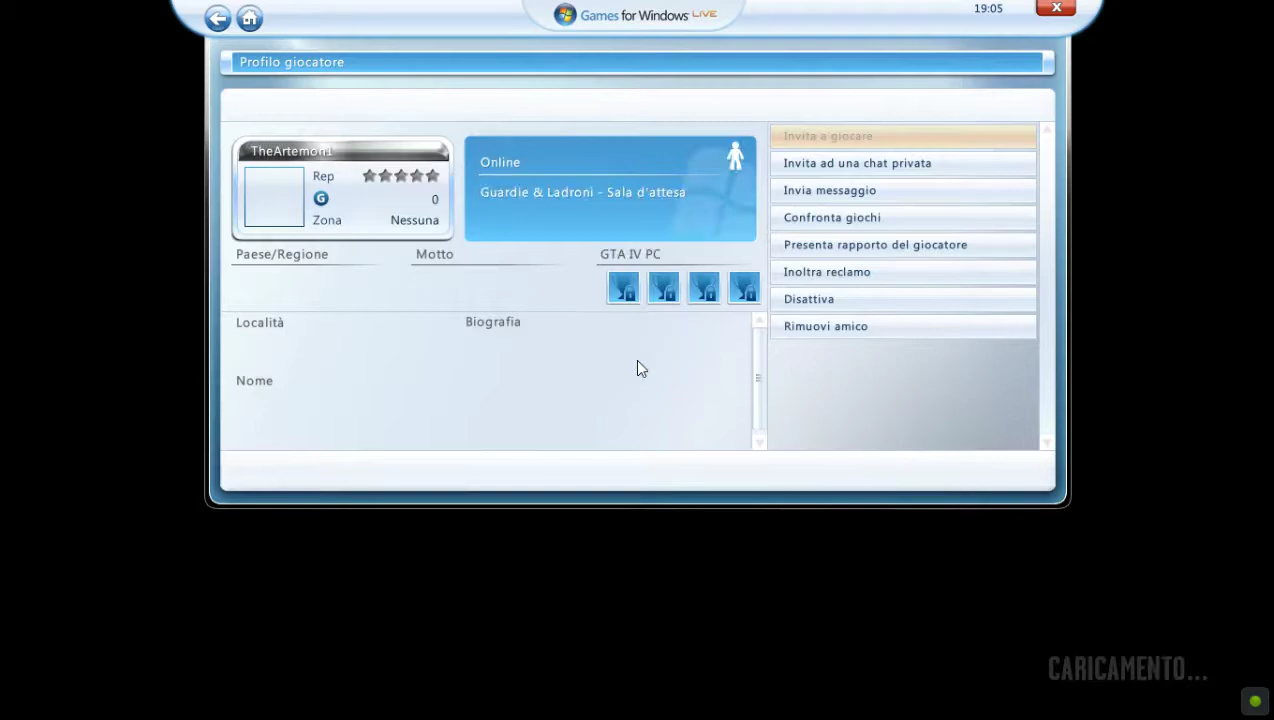 Games for Windows LIVE
19:05
Profilo giocatore
TheArtemon1
Rep
G
0
Zona
Nessuna
Online
Guardie & Ladroni - Sala d'attesa
Paese/Regione
Motto
GTA IV PC
Località
Biografia
Nome
Invita a giocare
Invita ad una chat privata
Invia messaggio
Confronta giochi
Presenta rapporto del giocatore
Inoltra reclamo
Disattiva
Rimuovi amico
CARICAMENTO...